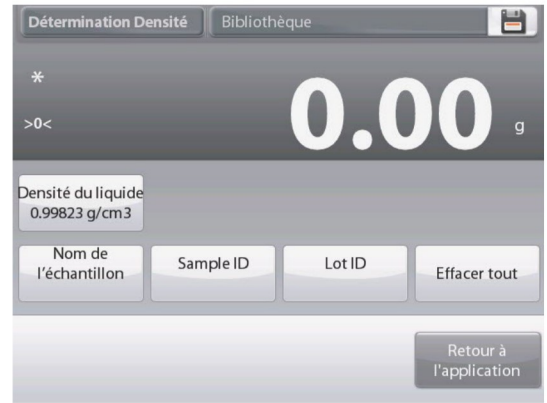 Détermination Densité Bibliothèque
*
0.00 g
>0<
Densité du liquide
0.99823 g/cm3
Nom de
l'échantillon
Sample ID
Lot ID
Effacer tout
Retour à
l'application